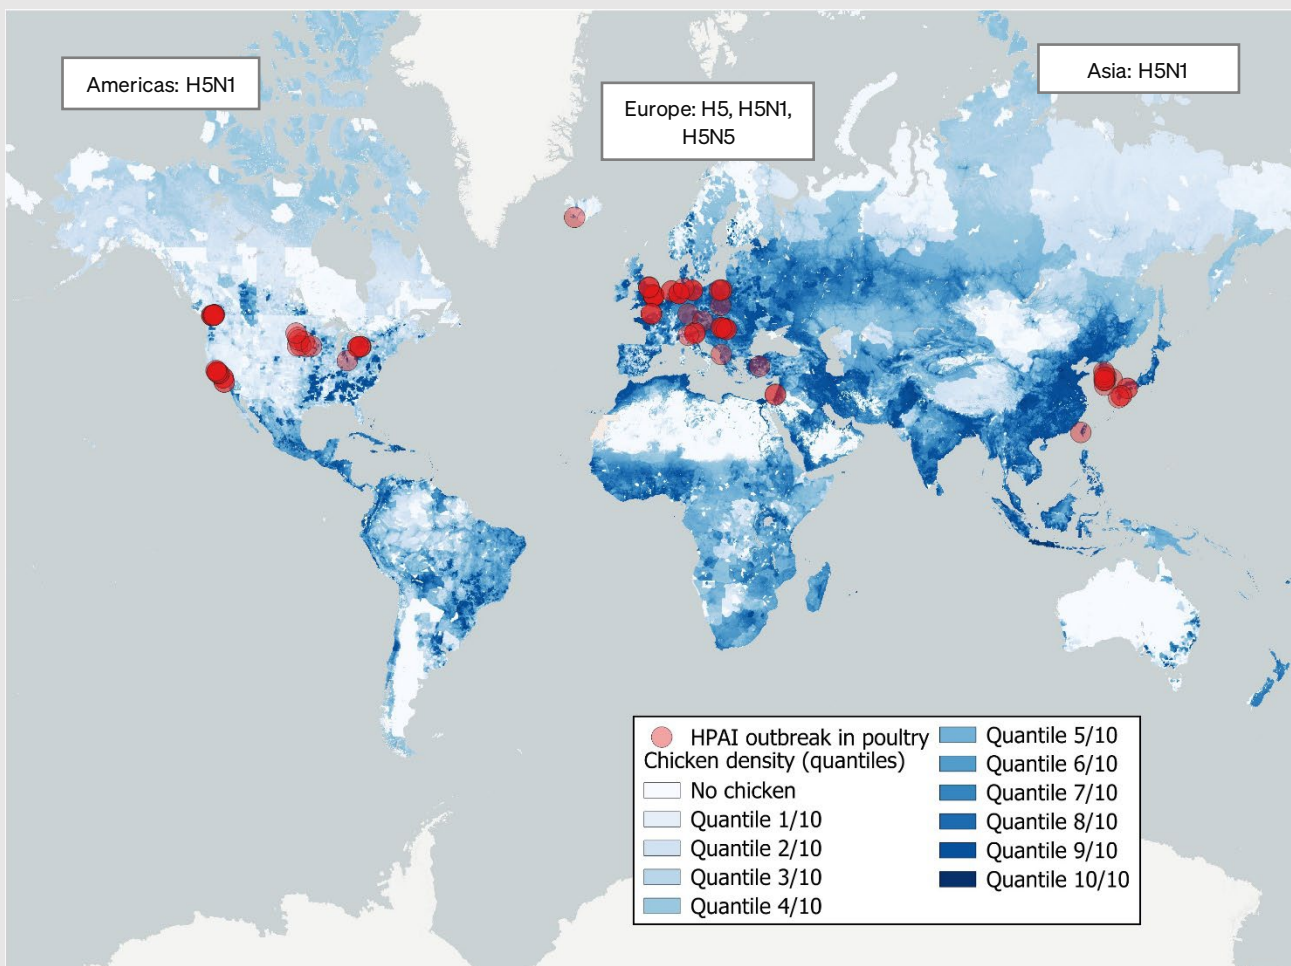 Americas: H5N1
Europe: H5, H5N1,
H5N5
Asia: H5N1
HPAI outbreak in poultry
Chicken density (quantiles)
No chicken
Quantile 1/10
Quantile 2/10
Quantile 3/10
Quantile 4/10
Quantile 5/10
Quantile 6/10
Quantile 7/10
Quantile 8/10
Quantile 9/10
Quantile 10/10